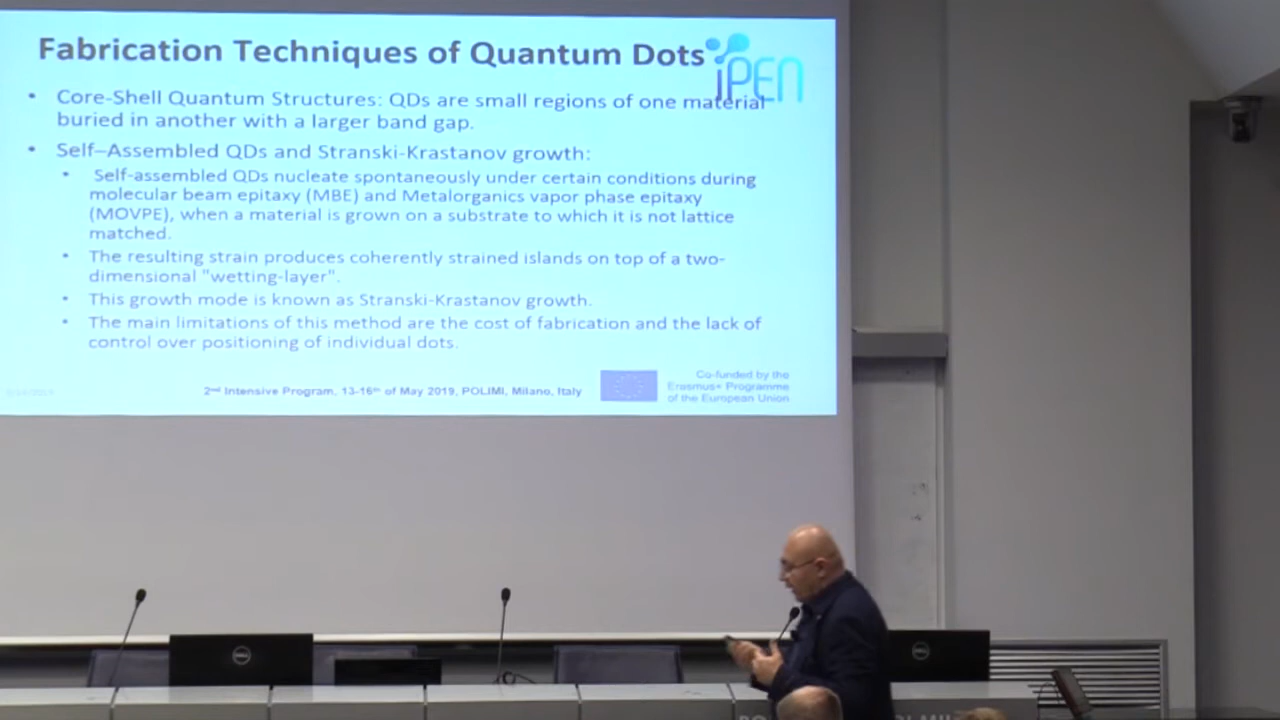 Fabrication Techniques of Quantum Dots
iPEN
• Core-Shell Quantum Structures: QDs are small regions of one material
buried in another with a larger band gap.
• Self–Assembled QDs and Stranski-Krastanov growth:
• Self-assembled QDs nucleate spontaneously under certain conditions during
molecular beam epitaxy (MBE) and Metalorganics vapor phase epitaxy
(MOVPE), when a material is grown on a substrate to which it is not lattice
matched.
• The resulting strain produces coherently strained islands on top of a two-
dimensional "wetting-layer".
• This growth mode is known as Stranski-Krastanov growth.
• The main limitations of this method are the cost of fabrication and the lack of
control over positioning of individual dots.
2nd Intensive Program, 13-16th of May 2019, POLIMI, Milano, Italy
Co-funded by the
Erasmus+ Programme
of the European Union
DELL
DELL